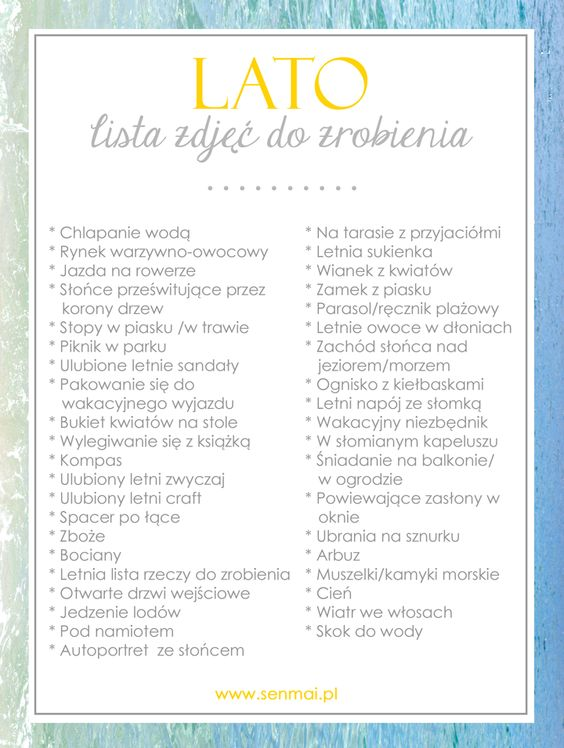 LATO
lista zdjęć do zrobienia
* Chlapanie wodą
* Rynek warzywno-owocowy
* Jazda na rowerze
* Słońce prześwitujące przez
korony drzew
* Stopy w piasku /w trawie
* Piknik w parku
* Ulubione letnie sandały
* Pakowanie się do
wakacyjnego wyjazdu
* Bukiet kwiatów na stole
* Wylegiwanie się z książką
* Kompas
* Ulubiony letni zwyczaj
* Ulubiony letni craft
* Spacer po łące
* Zboże
* Bociany
* Letnia lista rzeczy do zrobienia
* Otwarte drzwi wejściowe
* Jedzenie lodów
* Pod namiotem
* Autoportret ze słońcem
* Na tarasie z przyjaciółmi
* Letnia sukienka
* Wianek z kwiatów
* Zamek z piasku
* Parasol/ręcznik plażowy
* Letnie owoce w dłoniach
* Zachód słońca nad
jeziorem/morzem
* Ognisko z kiełbaskami
* Letni napój ze słomką
* Wakacyjny niezbędnik
* W słomianym kapeluszu
* Śniadanie na balkonie/
w ogrodzie
* Powiewające zasłony w
oknie
* Ubrania na sznurku
* Arbuz
* Muszelki/kamyki morskie
* Cień
* Wiatr we włosach
* Skok do wody
www.senmai.pl